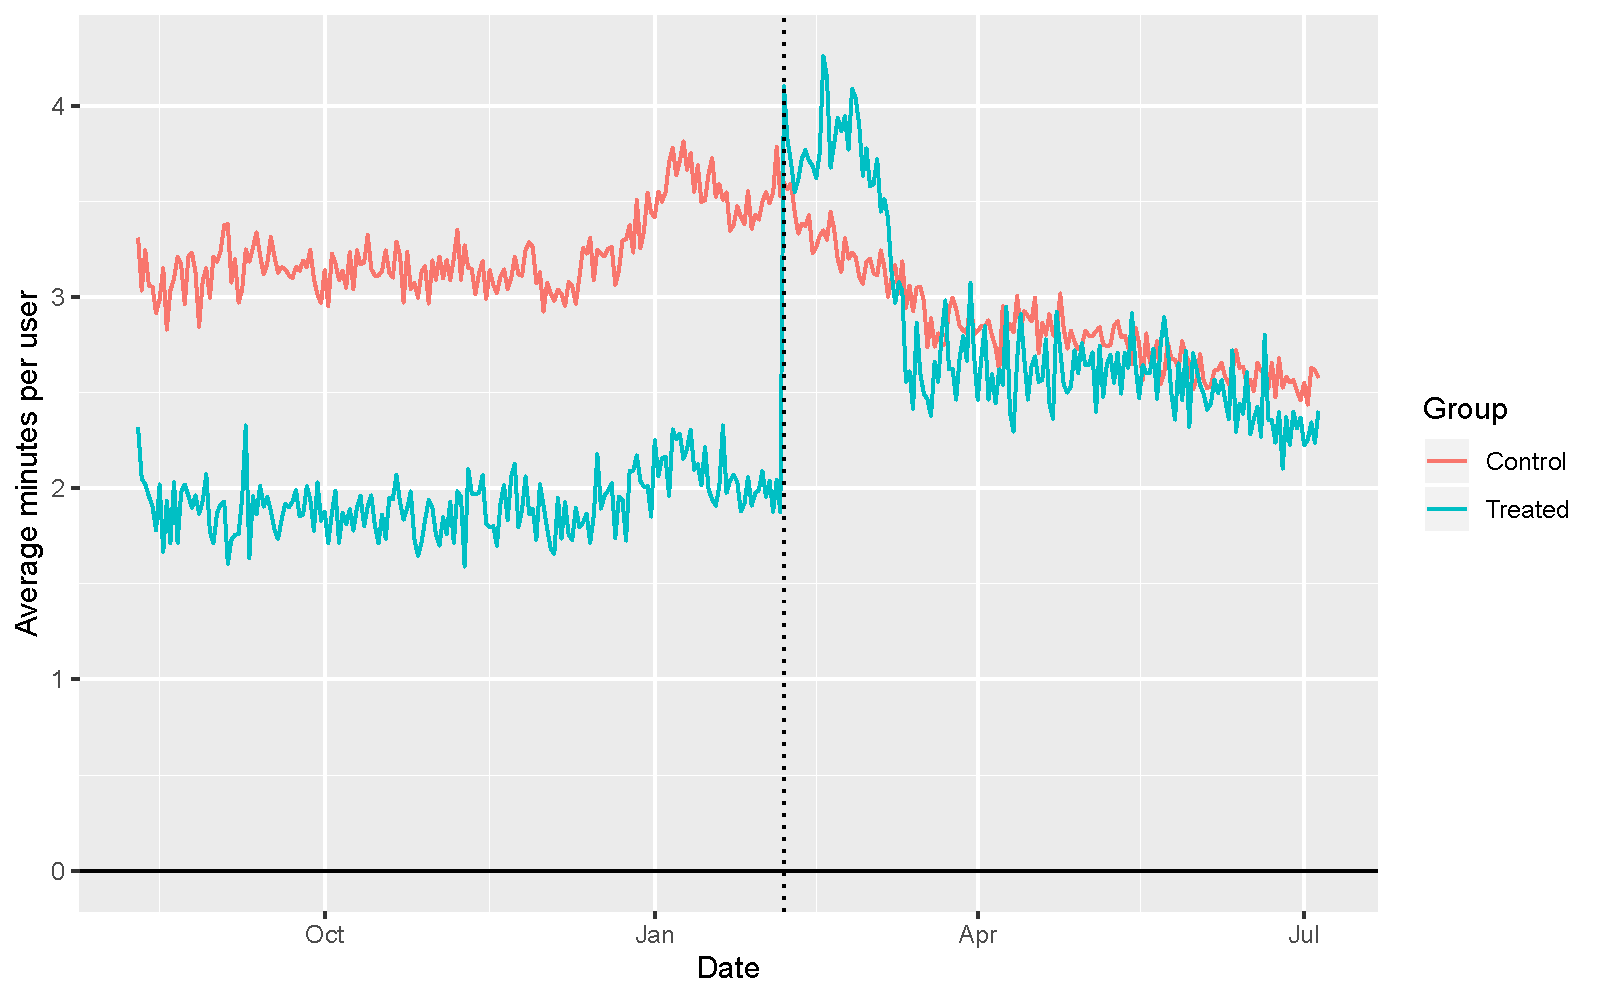 Average minutes per user
4
3
2
1
0
Oct
Jan
Apr
Jul
Date
Group
Control
Treated